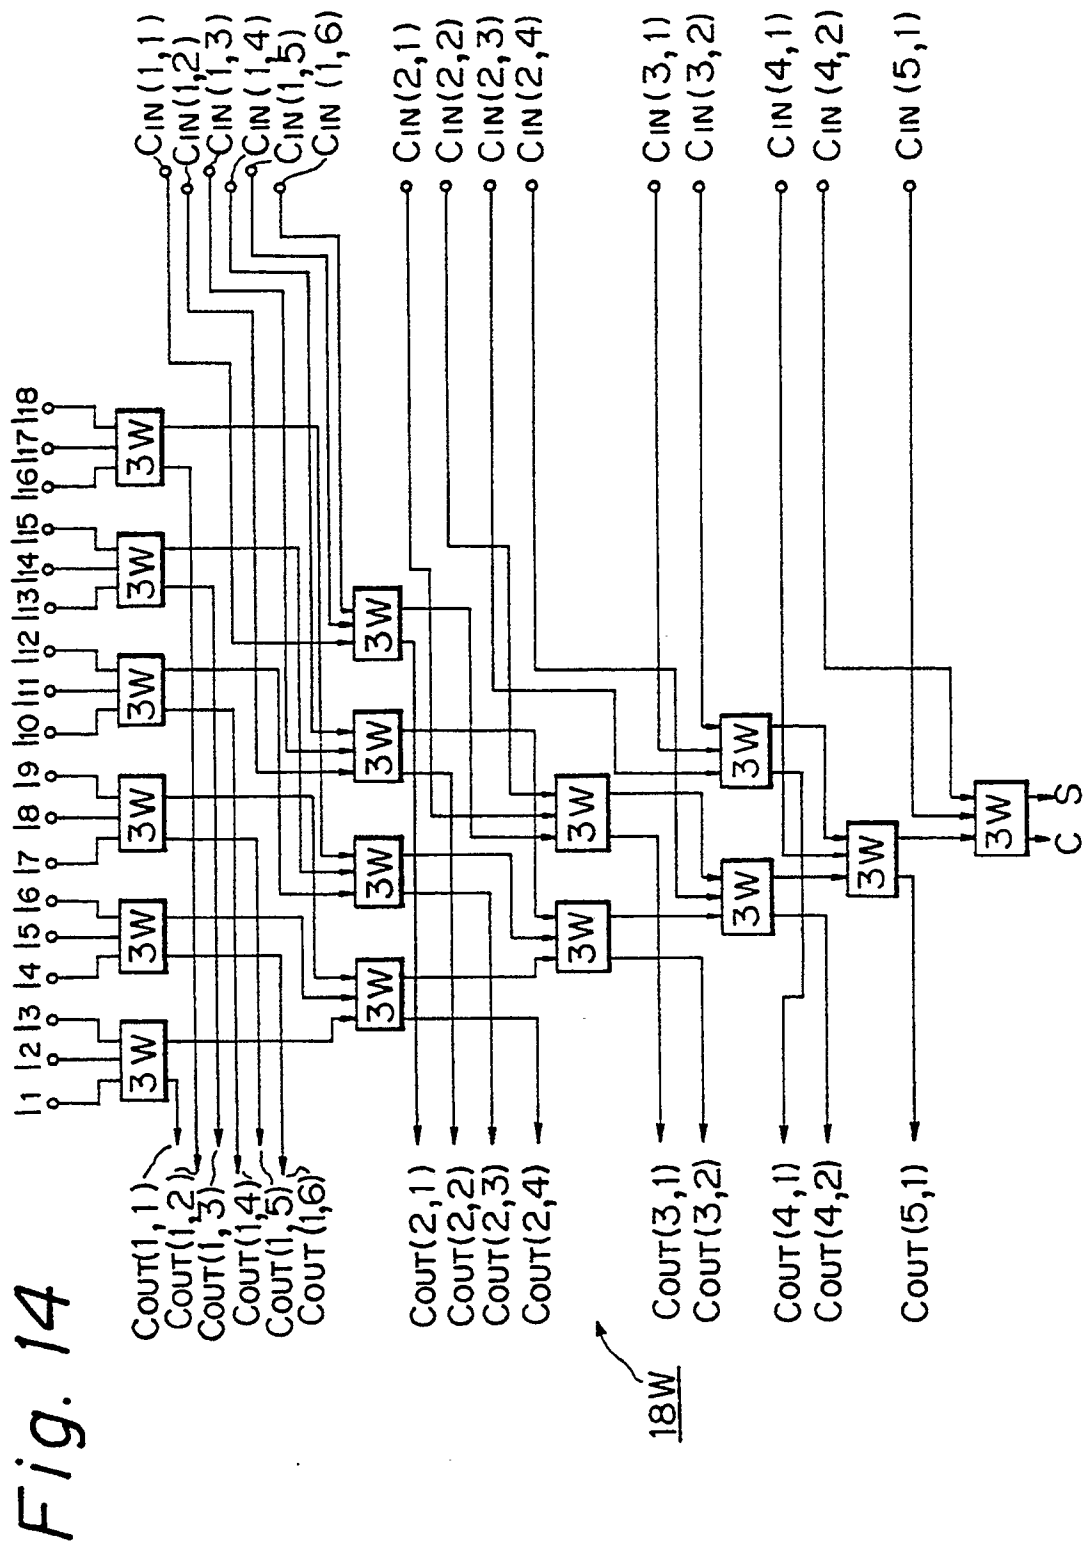 Fig. 14
I1 I2 I3 I4 I5 I6 I7 I8 I9 I10 I11 I12 I13 I14 I15 I16 I17 I18
3W 3W 3W 3W 3W 3W
COUT(1,1)
COUT(1,2)
COUT(1,3)
COUT(1,4)
COUT(1,5)
COUT(1,6)
CIN(1,1)
CIN(1,2)
CIN(1,3)
CIN(1,4)
CIN(1,5)
CIN(1,6)
3W 3W 3W 3W
COUT(2,1)
COUT(2,2)
COUT(2,3)
COUT(2,4)
CIN(2,1)
CIN(2,2)
CIN(2,3)
CIN(2,4)
3W 3W
COUT(3,1)
COUT(3,2)
CIN(3,1)
CIN(3,2)
3W 3W
COUT(4,1)
COUT(4,2)
CIN(4,1)
CIN(4,2)
3W
COUT(5,1)
CIN(5,1)
3W
C S
18W